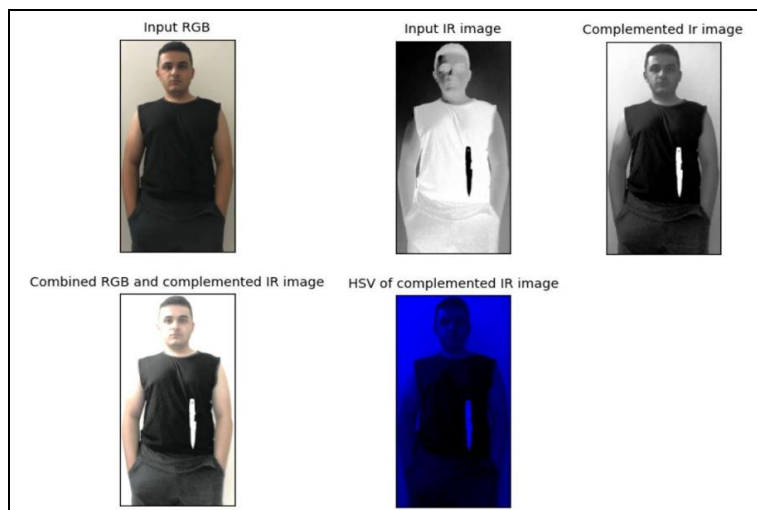 Input RGB
Input IR image
Complemented Ir image
Combined RGB and complemented IR image
HSV of complemented IR image